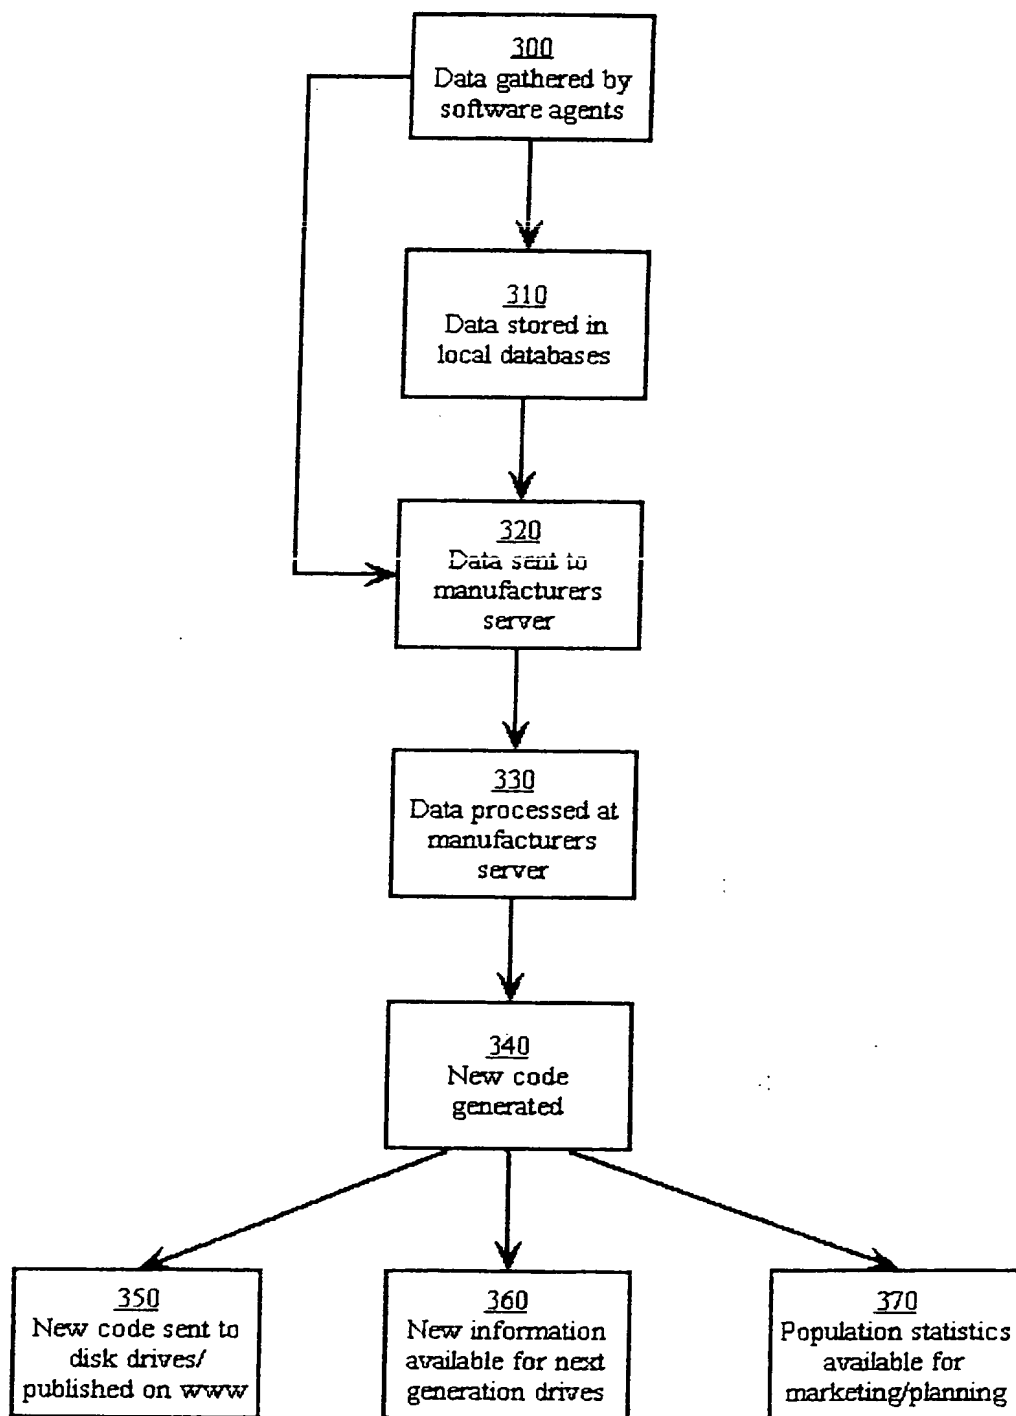 300
Data gathered by
software agents
310
Data stored in
local databases
320
Data sent to
manufacturers
server
330
Data processed at
manufacturers
server
340
New code
generated
350
New code sent to
disk drives/
published on www
360
New information
available for next
generation drives
370
Population statistics
available for
marketing/planning